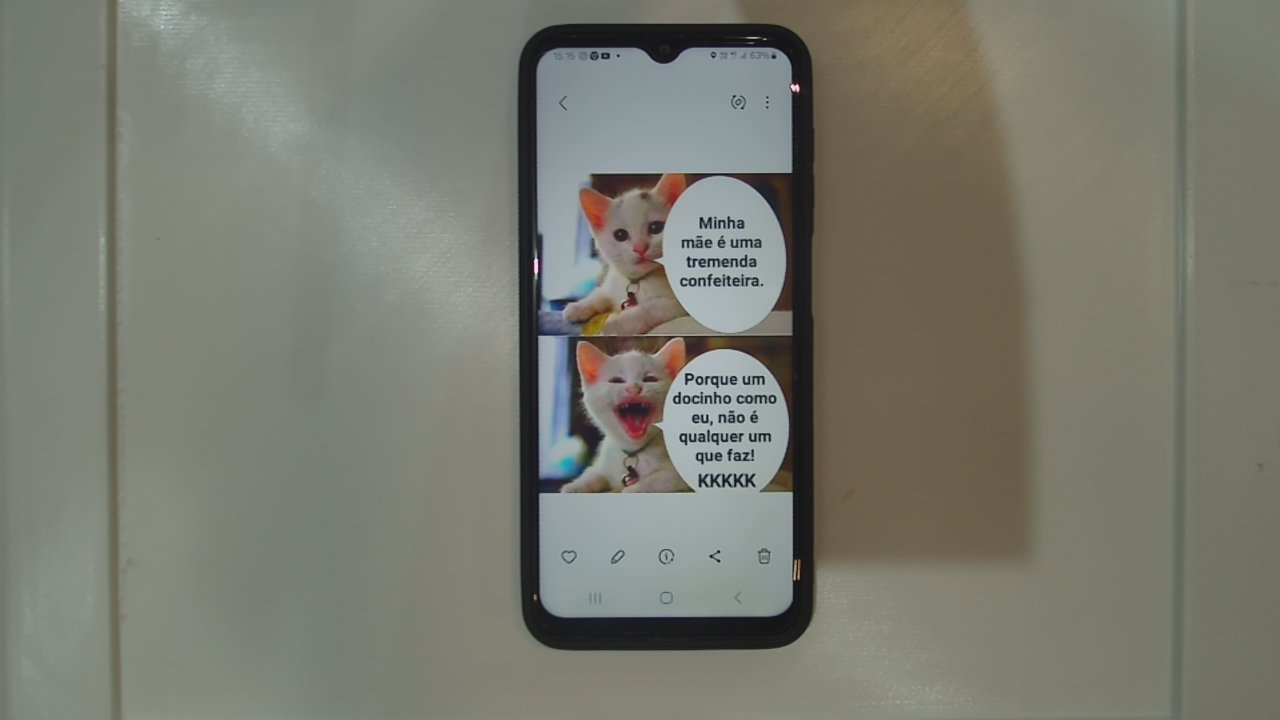 15:15
63%
Minha
mãe é uma
tremenda
confeiteira.
Porque um
docinho como
eu, não é
qualquer um
que faz!
KKKKK